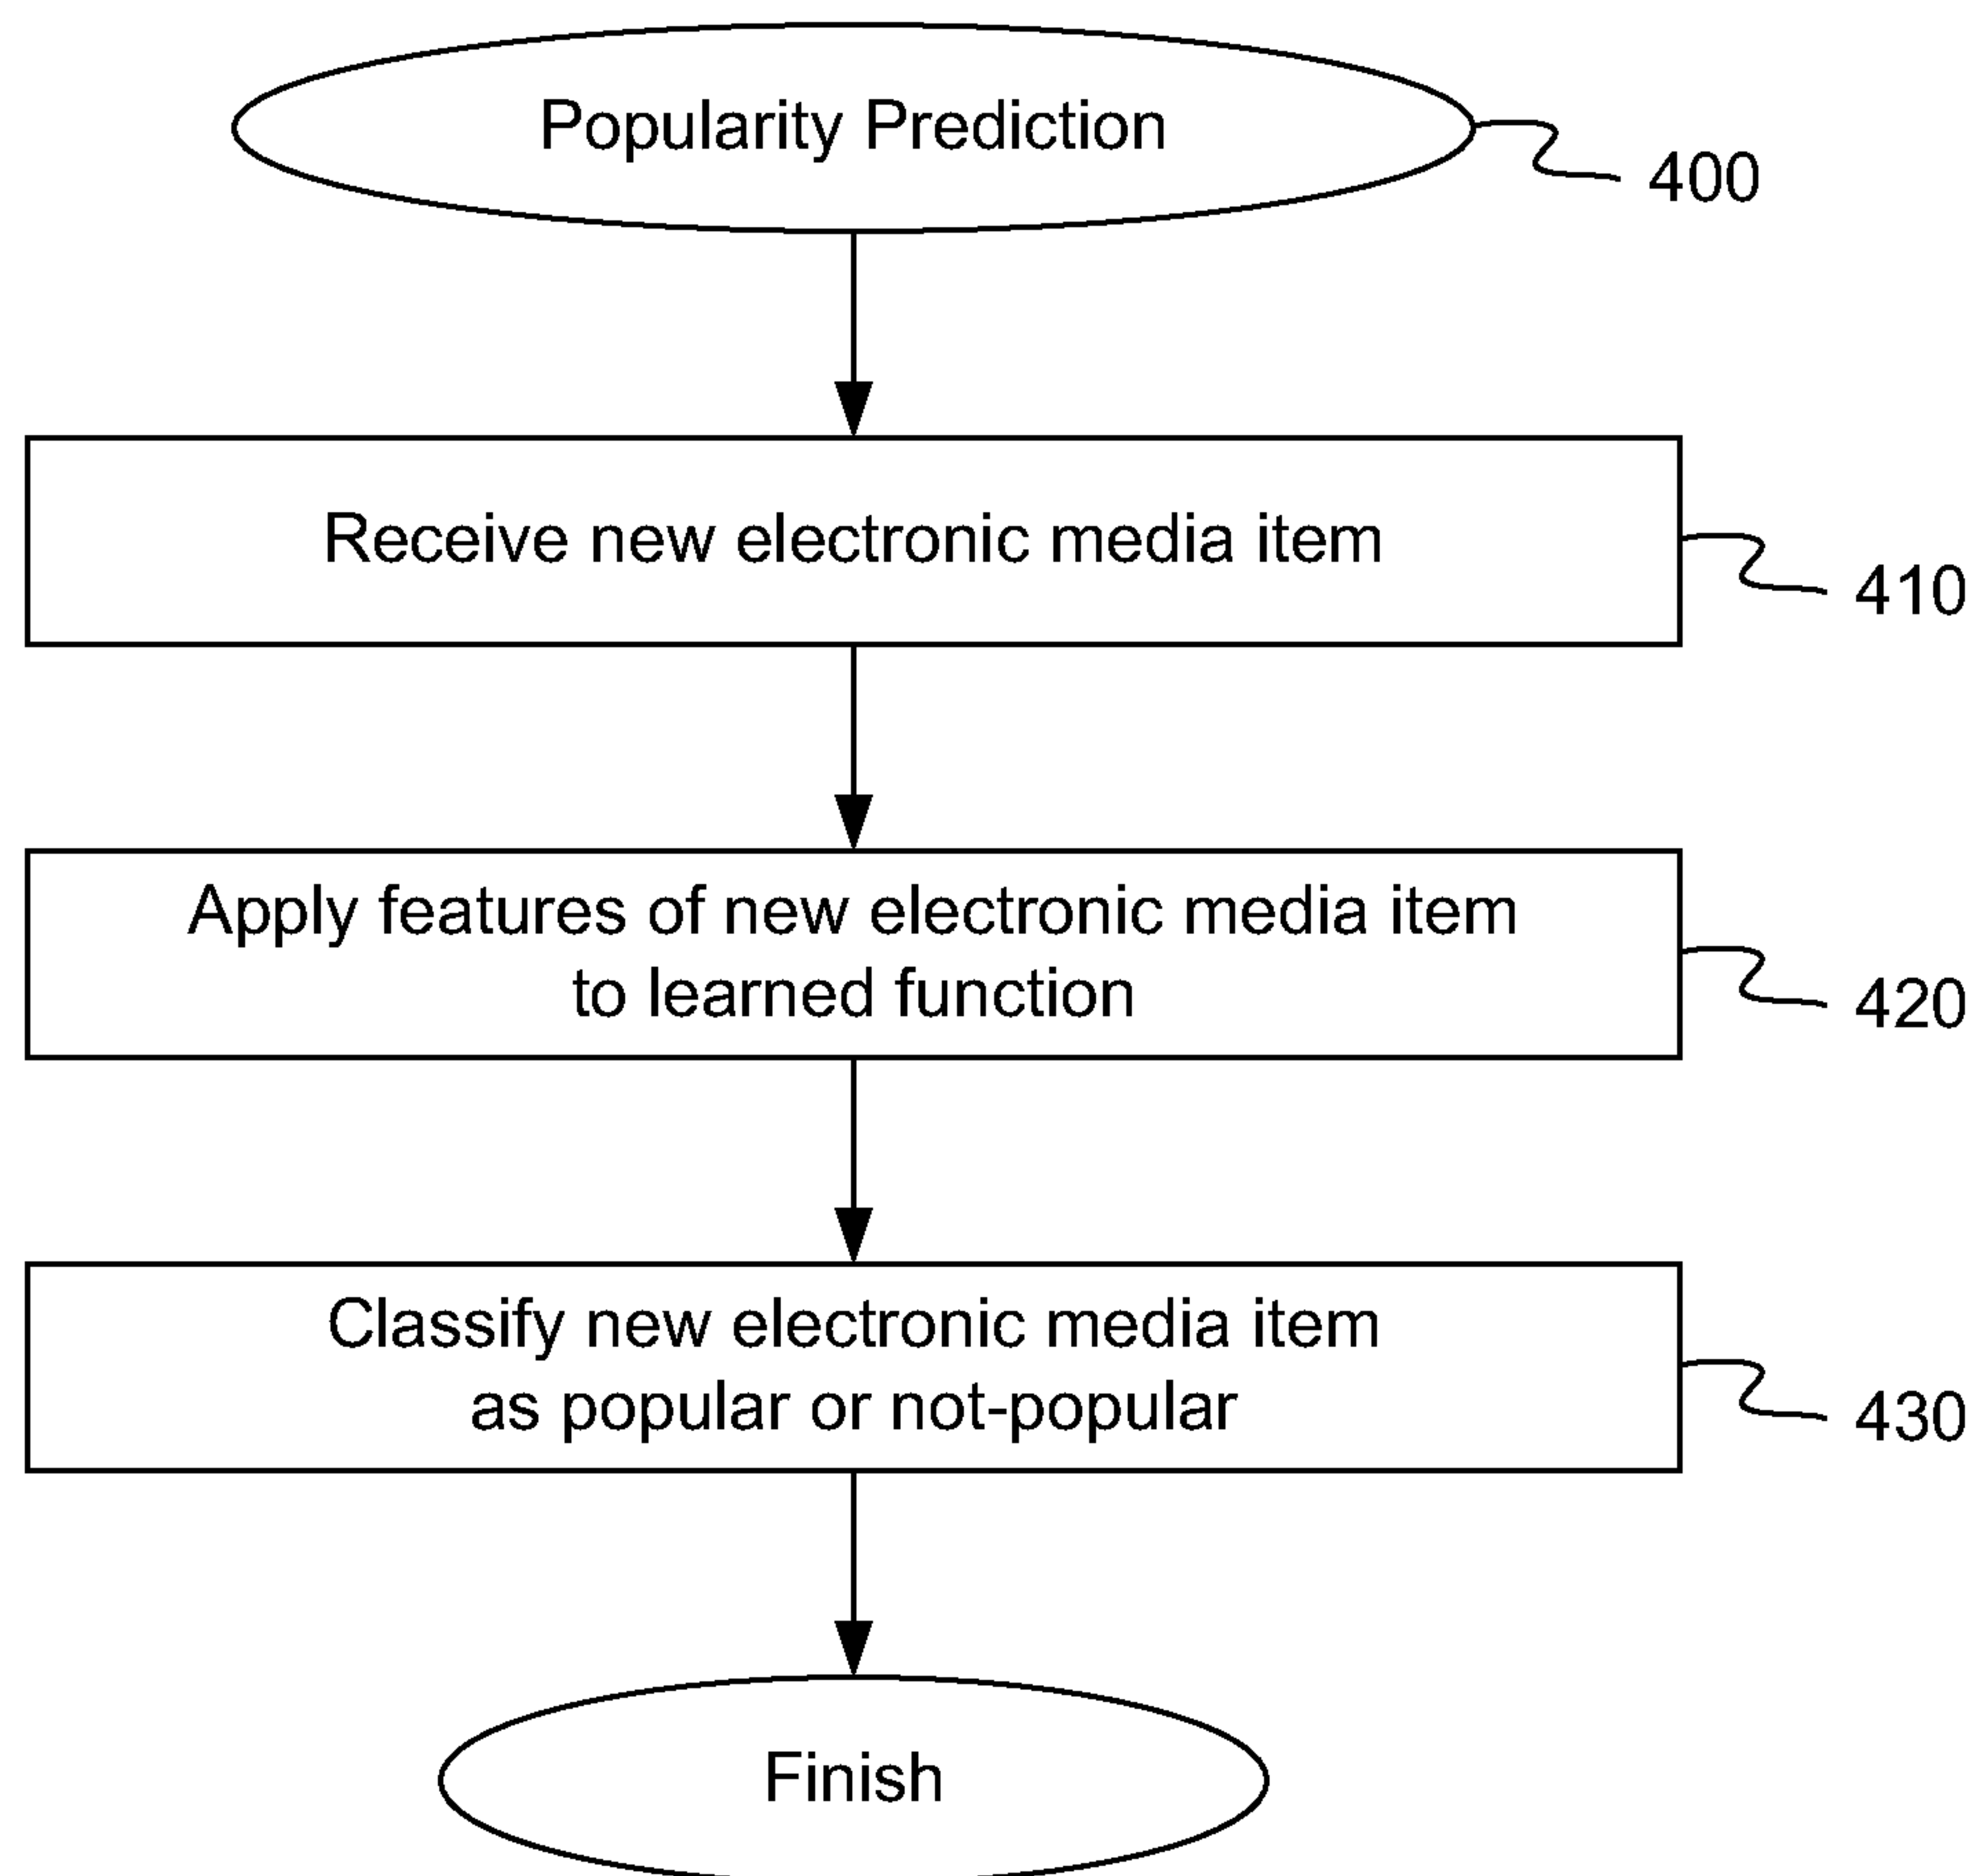 Popularity Prediction
400
Receive new electronic media item
410
Apply features of new electronic media item
to learned function
420
Classify new electronic media item
as popular or not-popular
430
Finish